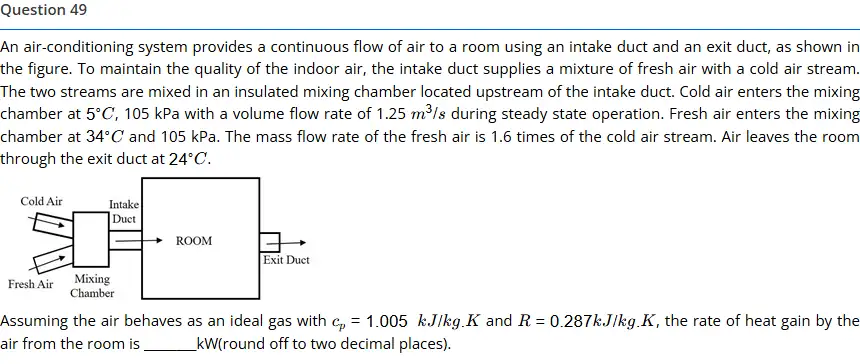 Question 49
An air-conditioning system provides a continuous flow of air to a room using an intake duct and an exit duct, as shown in
the figure. To maintain the quality of the indoor air, the intake duct supplies a mixture of fresh air with a cold air stream.
The two streams are mixed in an insulated mixing chamber located upstream of the intake duct. Cold air enters the mixing
chamber at 5°C, 105 kPa with a volume flow rate of 1.25 m³/s during steady state operation. Fresh air enters the mixing
chamber at 34°C and 105 kPa. The mass flow rate of the fresh air is 1.6 times of the cold air stream. Air leaves the room
through the exit duct at 24°C.
Cold Air
Intake
Duct
ROOM
Exit Duct
Fresh Air
Mixing
Chamber
Assuming the air behaves as an ideal gas with cₚ = 1.005 kJ/kg.K and R = 0.287kJ/kg.K, the rate of heat gain by the
air from the room is _______kW(round off to two decimal places).